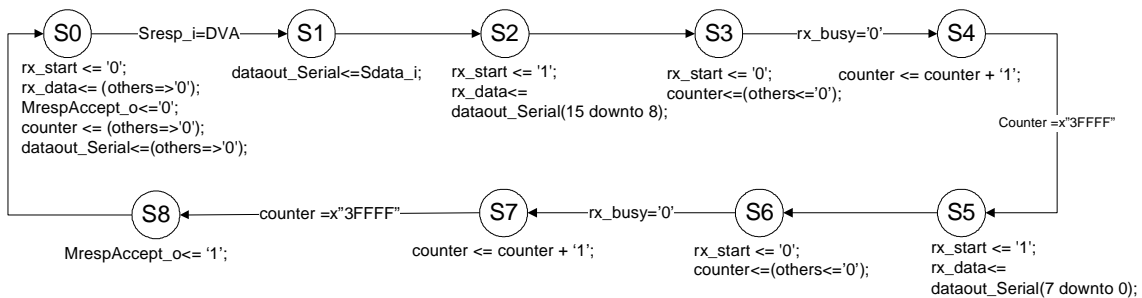 S0
Sresp_i=DVA
S1
S2
S3
rx_busy='0'
S4
rx_start <= '0';
rx_data<= (others=>'0');
MrespAccept_o<='0';
counter <= (others=>'0');
dataout_Serial<=(others=>'0');
dataout_Serial<=Sdata_i;
rx_start <= '1';
rx_data<=
dataout_Serial(15 downto 8);
rx_start <= '0';
counter<=(others<='0');
counter <= counter + ‘1’;
Counter =x”3FFFF”
S8
counter =x”3FFFF”
S7
rx_busy='0'
S6
S5
MrespAccept_o<= ‘1’;
counter <= counter + ‘1’;
rx_start <= '0';
counter<=(others<='0');
rx_start <= '1';
rx_data<=
dataout_Serial(7 downto 0);